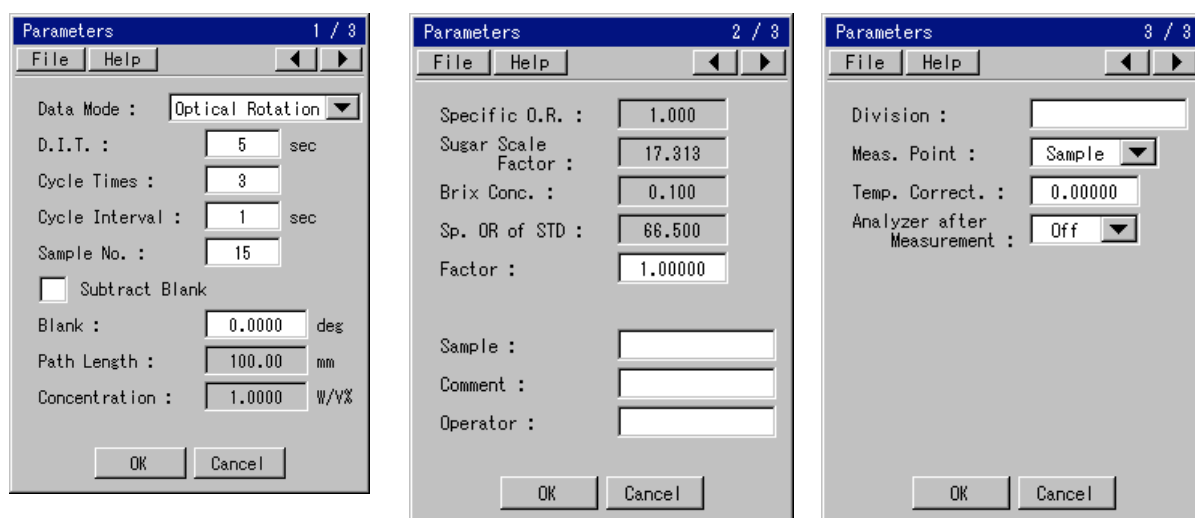 Parameters 1 / 3
File Help
Data Mode : Optical Rotation
D.I.T. : 5 sec
Cycle Times : 3
Cycle Interval : 1 sec
Sample No. : 15
Subtract Blank
Blank : 0.0000 deg
Path Length : 100.00 mm
Concentration : 1.0000 W/V%
OK Cancel
Parameters 2 / 3
File Help
Specific O.R. : 1.000
Sugar Scale
Factor : 17.313
Brix Conc. : 0.100
Sp. OR of STD : 66.500
Factor : 1.00000
Sample :
Comment :
Operator :
OK Cancel
Parameters 3 / 3
File Help
Division :
Meas. Point : Sample
Temp. Correct. : 0.00000
Analyzer after
Measurement : Off
OK Cancel